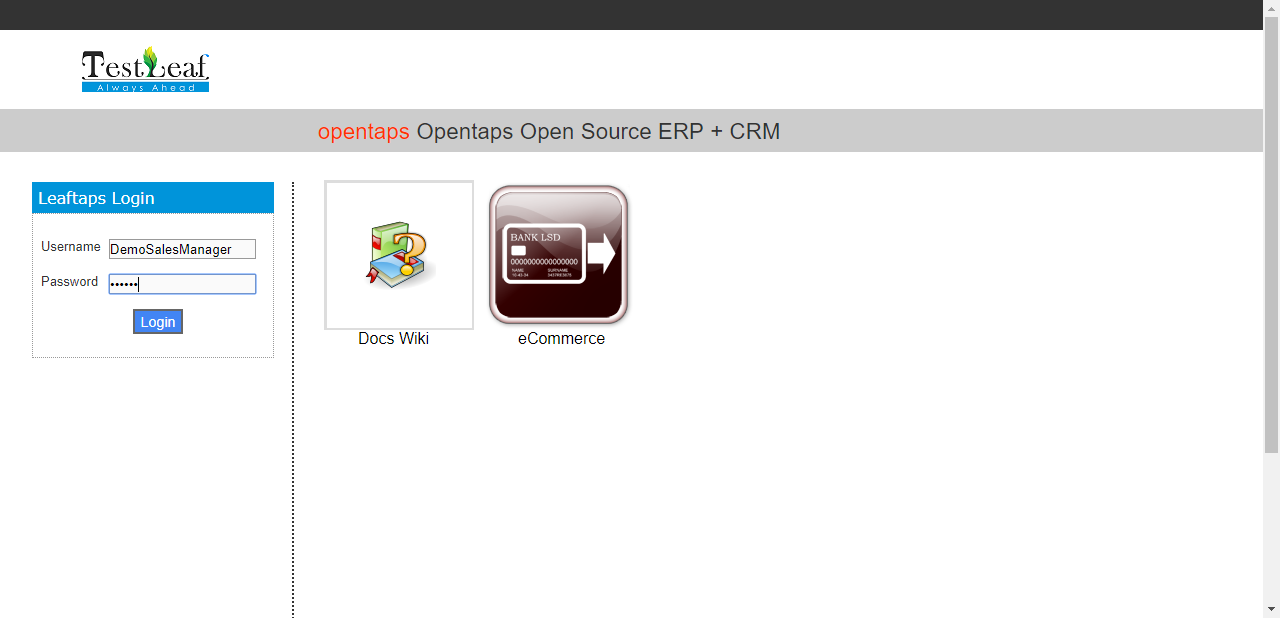 TestLeaf
Always Ahead
opentaps Opentaps Open Source ERP + CRM
Leaftaps Login
Username DemoSalesManager
Password ••••••
Login
BANK LSD
0000000000000000
NAME SURNAME
Docs Wiki
eCommerce